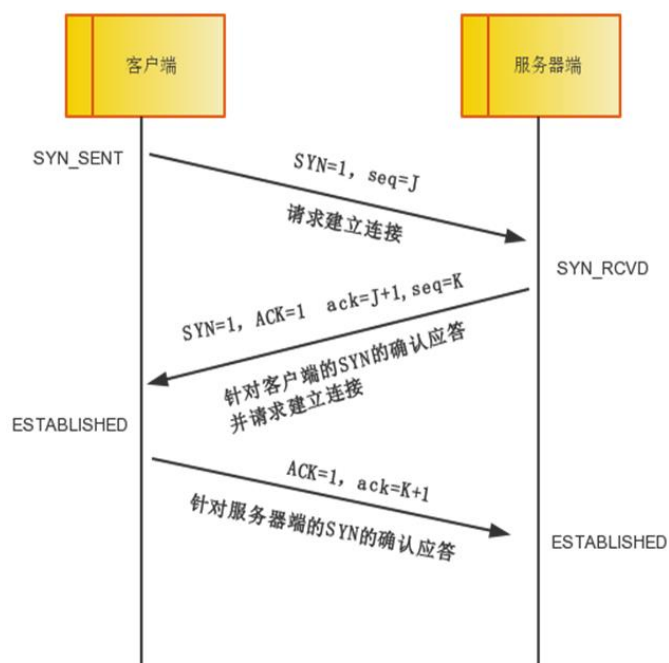 客户端
服务器端
SYN_SENT
SYN=1, seq=J
请求建立连接
SYN_RCVD
SYN=1, ACK=1 ack=J+1,seq=K
针对客户端的SYN的确认应答
并请求建立连接
ESTABLISHED
ACK=1, ack=K+1
针对服务器端的SYN的确认应答
ESTABLISHED